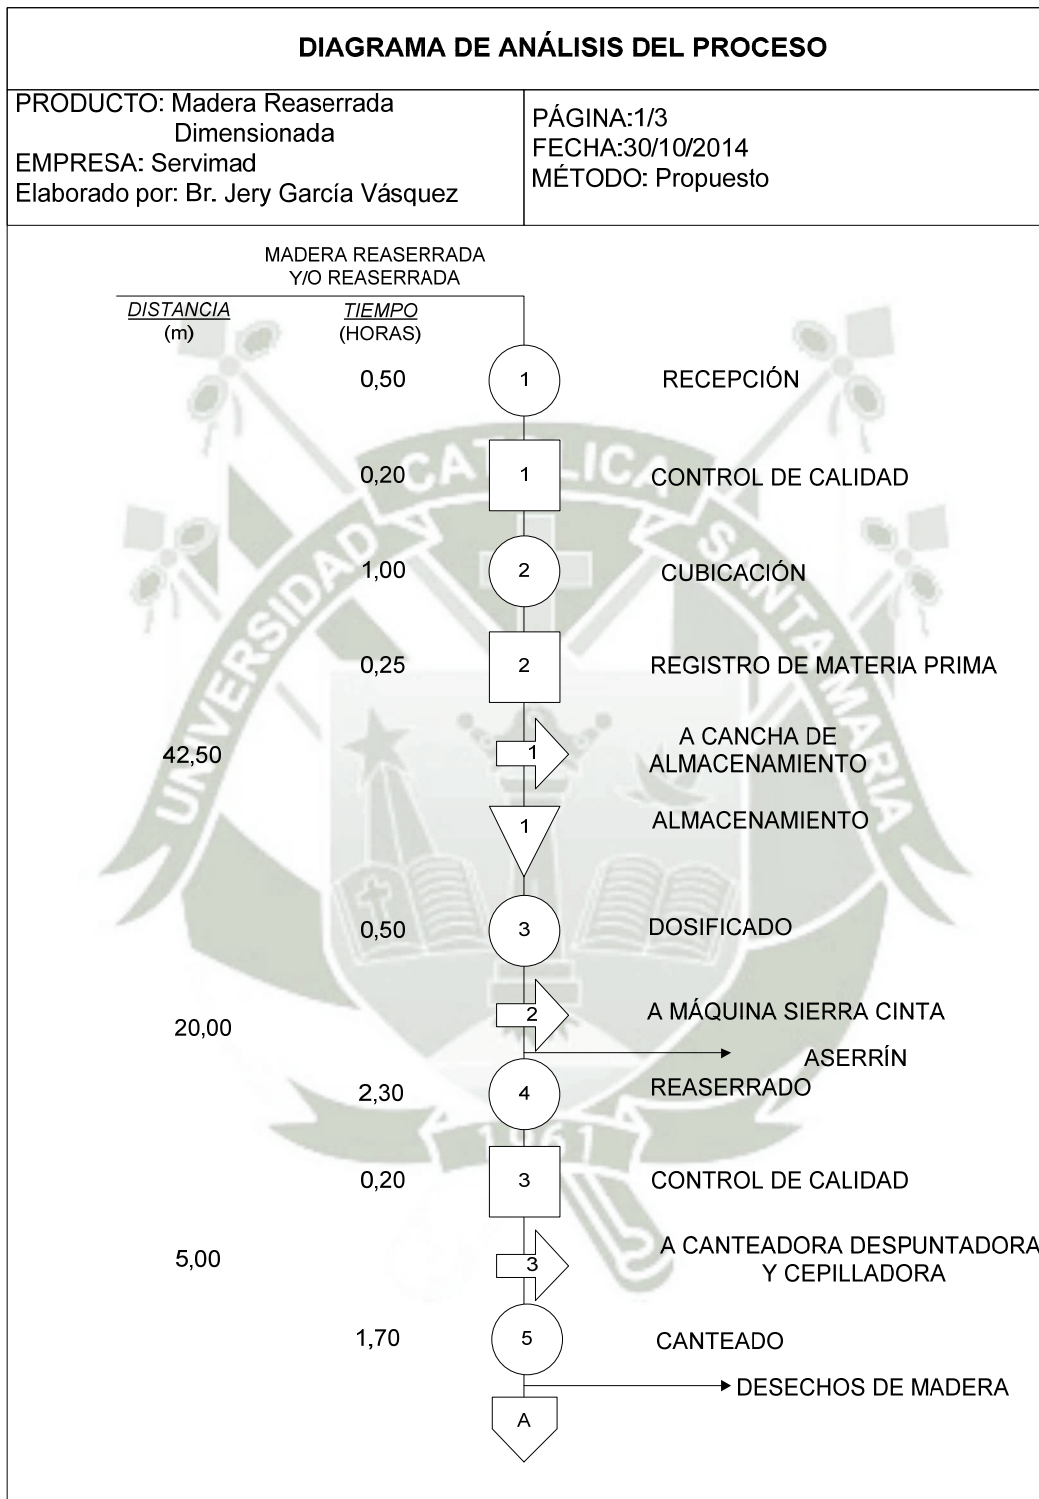 DIAGRAMA DE ANÁLISIS DEL PROCESO
PRODUCTO: Madera Reaserrada
Dimensionada
EMPRESA: Servimad
Elaborado por: Br. Jery García Vásquez
PÁGINA:1/3
FECHA:30/10/2014
MÉTODO: Propuesto
MADERA REASERRADA
Y/O REASERRADA
DISTANCIA
(m)
TIEMPO
(HORAS)
0,50 1 RECEPCIÓN
0,20 1 CONTROL DE CALIDAD
1,00 2 CUBICACIÓN
0,25 2 REGISTRO DE MATERIA PRIMA
42,50 1 A CANCHA DE
ALMACENAMIENTO
1 ALMACENAMIENTO
0,50 3 DOSIFICADO
20,00 2 A MÁQUINA SIERRA CINTA
ASERRÍN
2,30 4 REASERRADO
0,20 3 CONTROL DE CALIDAD
5,00 3 A CANTEADORA DESPUNTADORA
Y CEPILLADORA
1,70 5 CANTEADO
DESECHOS DE MADERA
A
UNIVERSIDAD CATÓLICA SANTA MARIA
1961